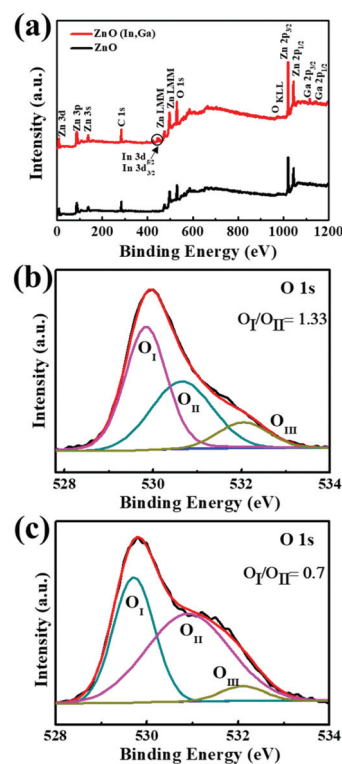 (a)
ZnO (In,Ga)
ZnO
Zn 3d
Zn 3p
Zn 3s
C 1s
In 3d5/2
In 3d3/2
Zn LMM
Zn LMM
O 1s
O KLL
Zn 2p3/2
Zn 2p1/2
Ga 2p3/2
Ga 2p1/2
Intensity (a.u.)
0 200 400 600 800 1000 1200
Binding Energy (eV)
(b)
O 1s
OI/OII= 1.33
OI
OII
OIII
Intensity (a.u.)
528 530 532 534
Binding Energy (eV)
(c)
O 1s
OI/OII= 0.7
OI
OII
OIII
Intensity (a.u.)
528 530 532 534
Binding Energy (eV)